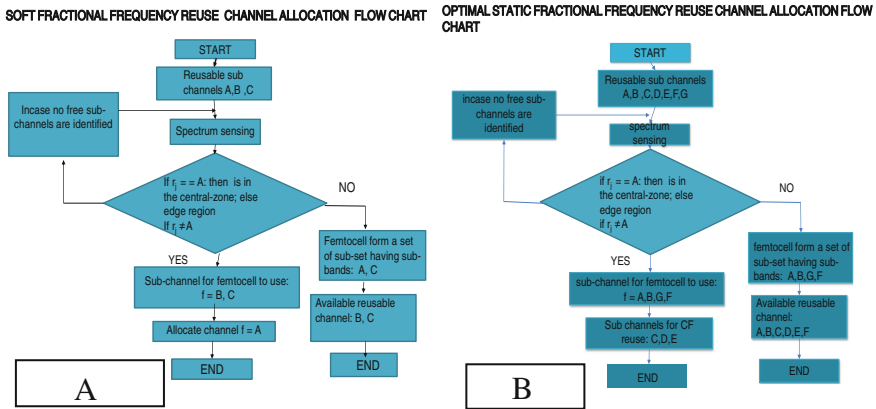 SOFT FRACTIONAL FREQUENCY REUSE CHANNEL ALLOCATION FLOW CHART
START
Reusable sub
channels A,B ,C
Incase no free sub-
channels are identified
Spectrum sensing
If rj = = A: then is in
the central-zone; else
edge region
If rj ≠A
NO
YES
Femtocell form a set
of sub-set having sub-
bands: A, C
Sub-channel for femtocell to use:
f = B, C
Available reusable
channel: B, C
Allocate channel f = A
END
END
A
OPTIMAL STATIC FRACTIONAL FREQUENCY REUSE CHANNEL ALLOCATION FLOW
CHART
START
Reusable sub channels
A,B ,C,D,E,F,G
incase no free sub-
channels are
identified
spectrum
sensing
if rj = = A: then is in
the central-zone; else
edge region
if rj ≠A
NO
YES
femtocell form a set of
sub-set having sub-
bands: A,B,G,F
sub-channel for femtocell to use:
f = A,B,G,F
Available reusable
channel:
A,B,C,D,E,F
Sub channels for CF
reuse: C,D,E
END
END
B